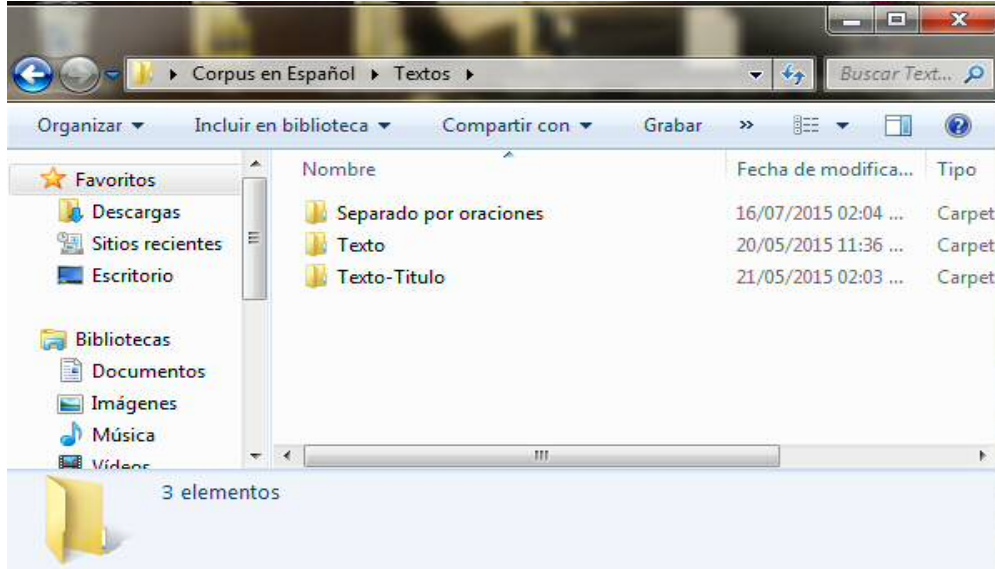 Corpus en Español Textos Buscar Text...
Organizar Incluir en biblioteca Compartir con Grabar »
Favoritos
Descargas
Sitios recientes
Escritorio
Bibliotecas
Documentos
Imágenes
Música
Vídeos
Nombre Fecha de modifica... Tipo
Separado por oraciones 16/07/2015 02:04 ... Carpet
Texto 20/05/2015 11:36 ... Carpet
Texto-Titulo 21/05/2015 02:03 ... Carpet
3 elementos